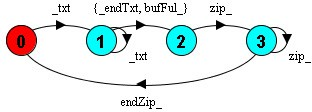 _txt
{_endTxt, bufFul_}
zip_
0
1
2
3
_txt
zip_
endZip_